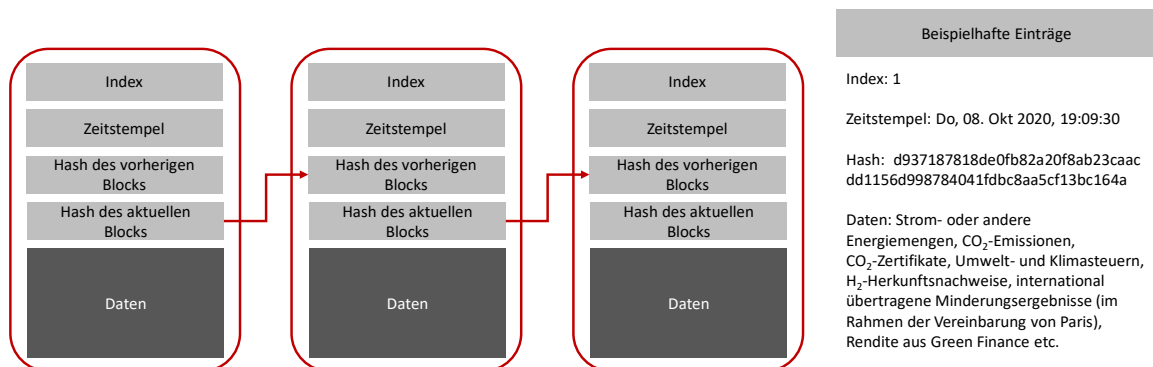 Index
Zeitstempel
Hash des vorherigen
Blocks
Hash des aktuellen
Blocks
Daten
Index
Zeitstempel
Hash des vorherigen
Blocks
Hash des aktuellen
Blocks
Daten
Index
Zeitstempel
Hash des vorherigen
Blocks
Hash des aktuellen
Blocks
Daten
Beispielhafte Einträge
Index: 1
Zeitstempel: Do, 08. Okt 2020, 19:09:30
Hash: d937187818de0fb82a20f8ab23caac
dd1156d998784041fdbc8aa5cf13bc164a
Daten: Strom- oder andere
Energiemengen, CO₂-Emissionen,
CO₂-Zertifikate, Umwelt- und Klimasteuern,
H₂-Herkunftsnachweise, international
übertragene Minderungsergebnisse (im
Rahmen der Vereinbarung von Paris),
Rendite aus Green Finance etc.